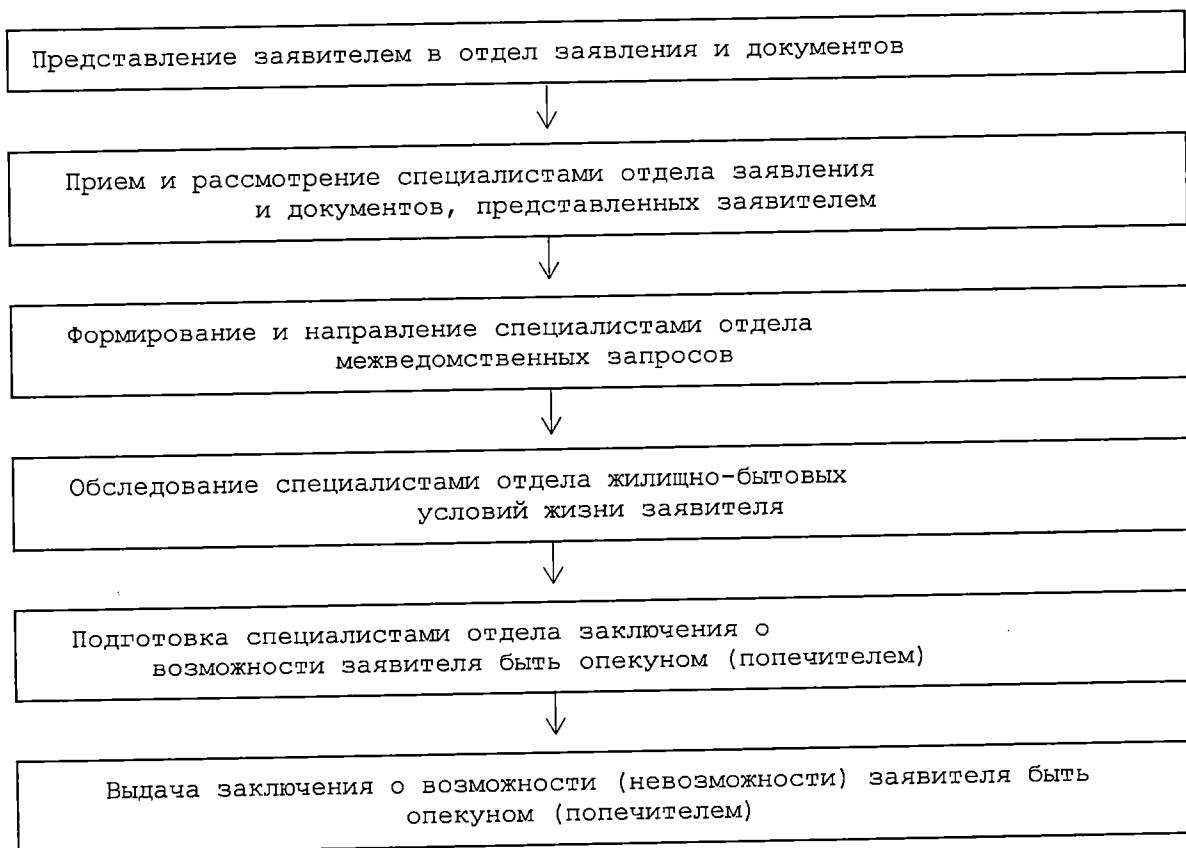 Представление заявителем в отдел заявления и документов
Прием и рассмотрение специалистами отдела заявления
и документов, представленных заявителем
Формирование и направление специалистами отдела
межведомственных запросов
Обследование специалистами отдела жилищно-бытовых
условий жизни заявителя
Подготовка специалистами отдела заключения о
возможности заявителя быть опекуном (попечителем)
Выдача заключения о возможности (невозможности) заявителя быть
опекуном (попечителем)